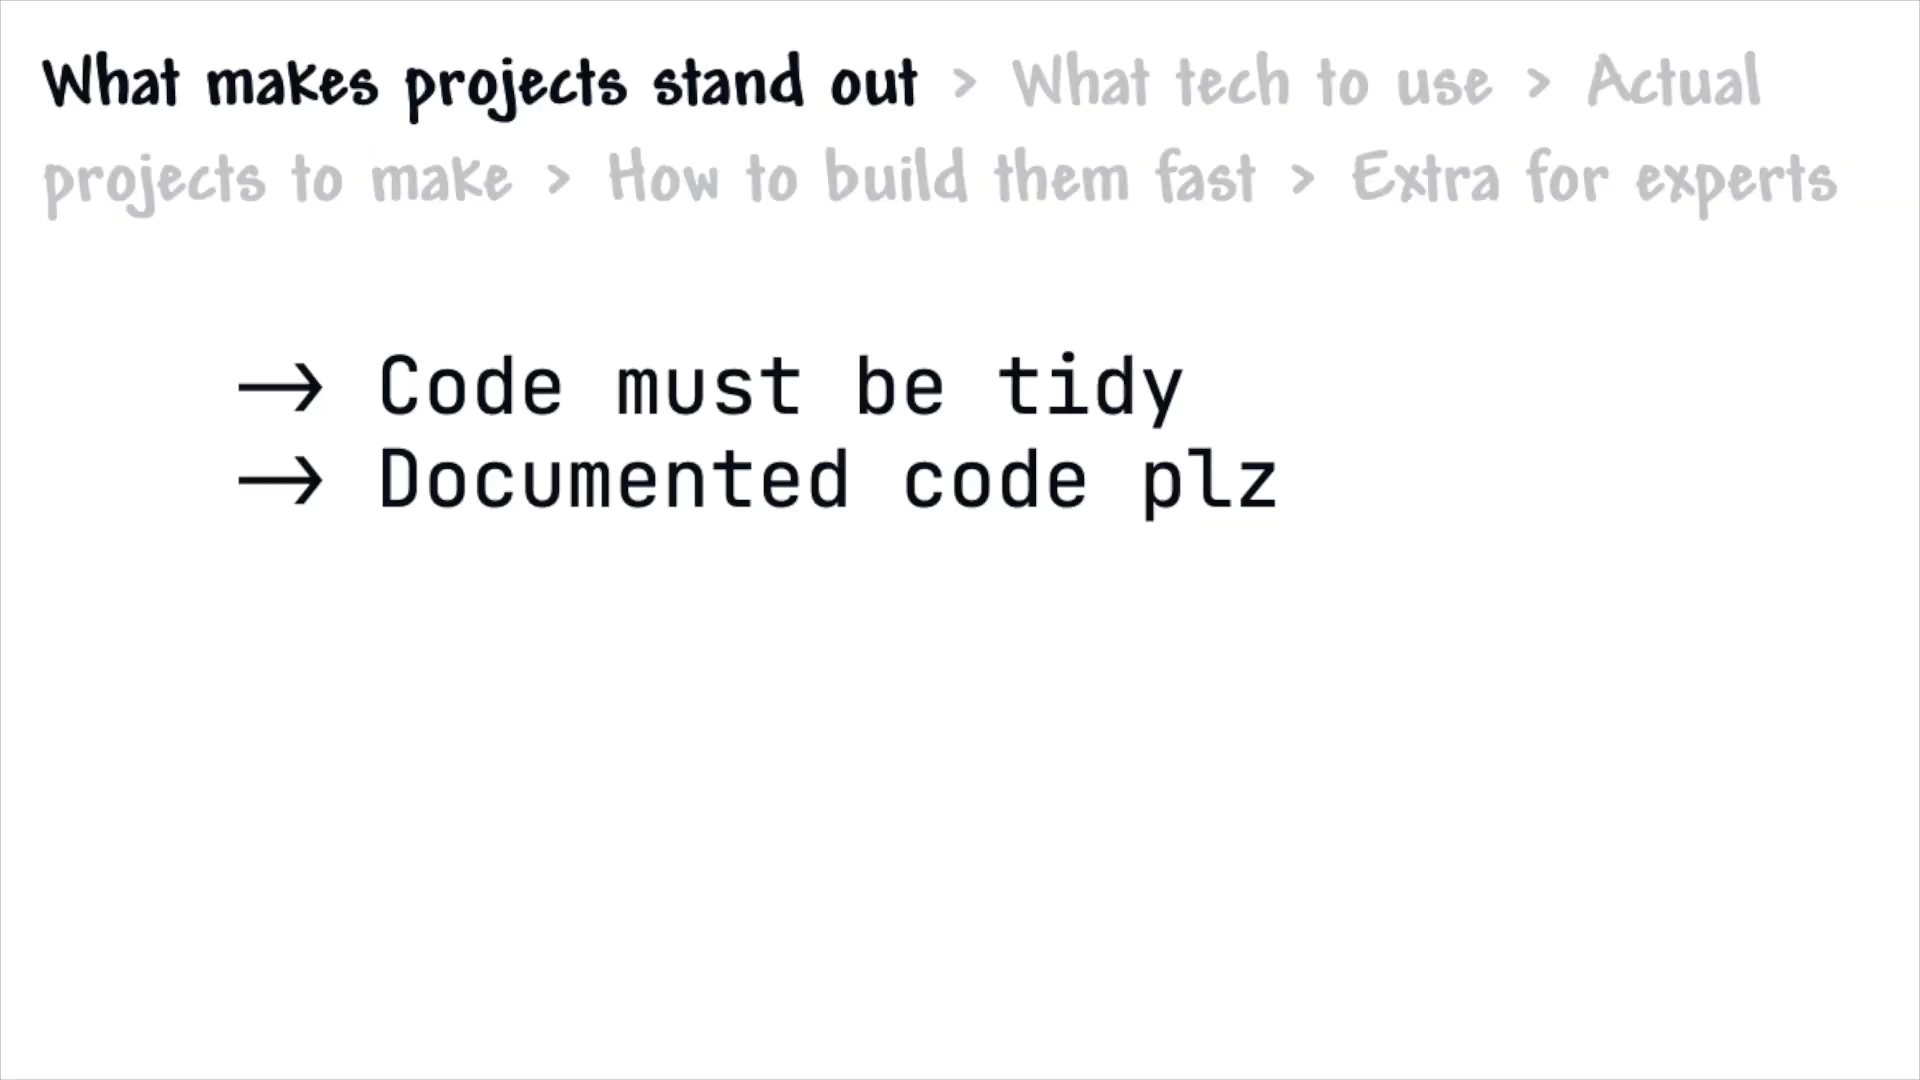 What makes projects stand out > What tech to use > Actual
projects to make > How to build them fast > Extra for experts
→ Code must be tidy
→ Documented code plz